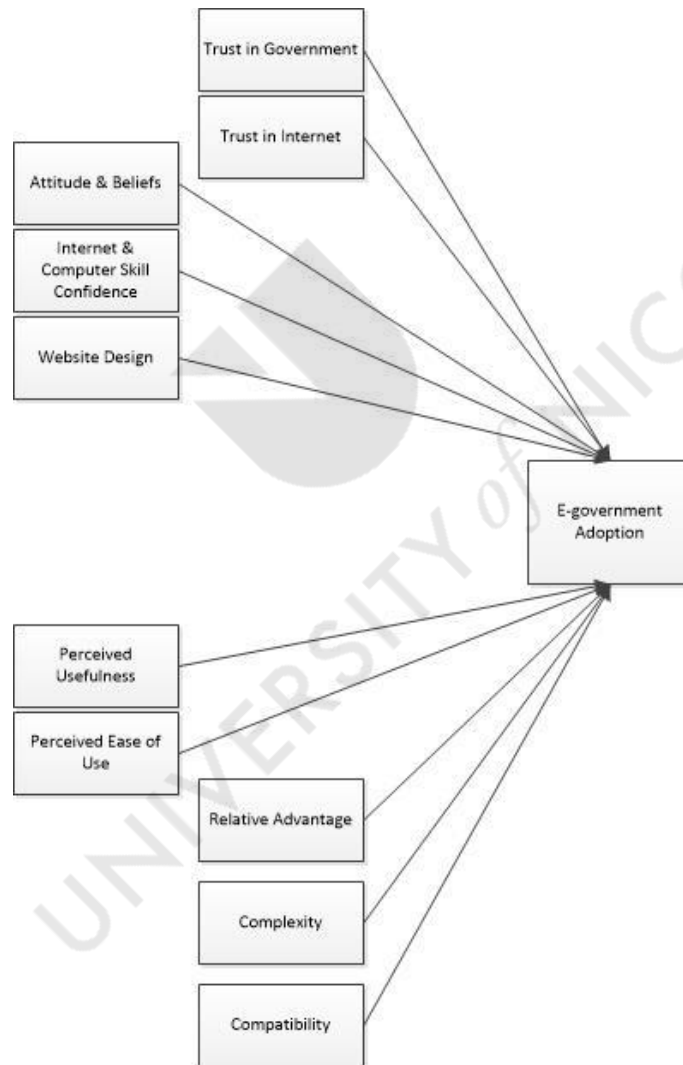 Trust in Government
Trust in Internet
Attitude & Beliefs
Internet &
Computer Skill
Confidence
Website Design
E-government
Adoption
Perceived
Usefulness
Perceived Ease of
Use
Relative Advantage
Complexity
Compatibility
UNIVERSITY of NICO